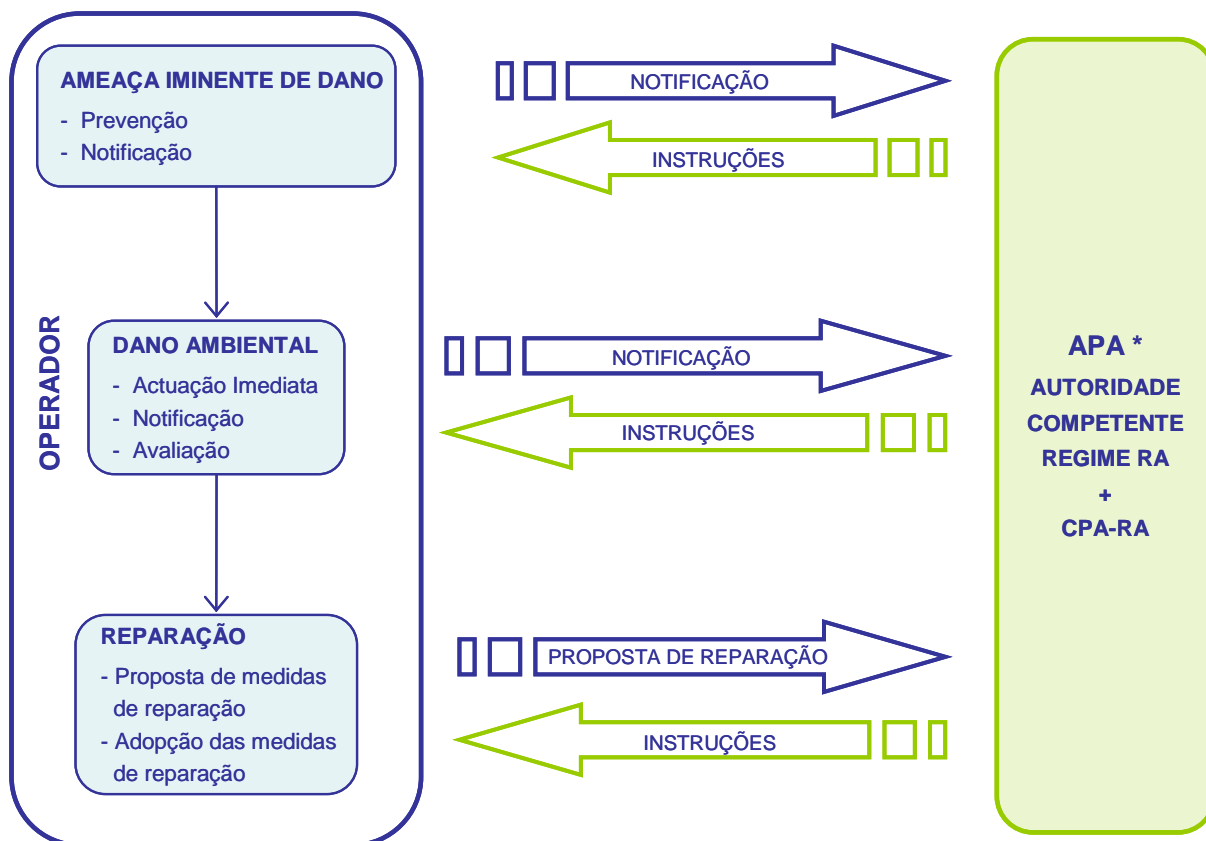 AMEAÇA IMINENTE DE DANO
- Prevenção
- Notificação
NOTIFICAÇÃO
INSTRUÇÕES
OPERADOR
DANO AMBIENTAL
- Actuação Imediata
- Notificação
- Avaliação
NOTIFICAÇÃO
INSTRUÇÕES
REPARAÇÃO
- Proposta de medidas
de reparação
- Adopção das medidas
de reparação
PROPOSTA DE REPARAÇÃO
INSTRUÇÕES
APA *
AUTORIDADE
COMPETENTE
REGIME RA
+
CPA-RA